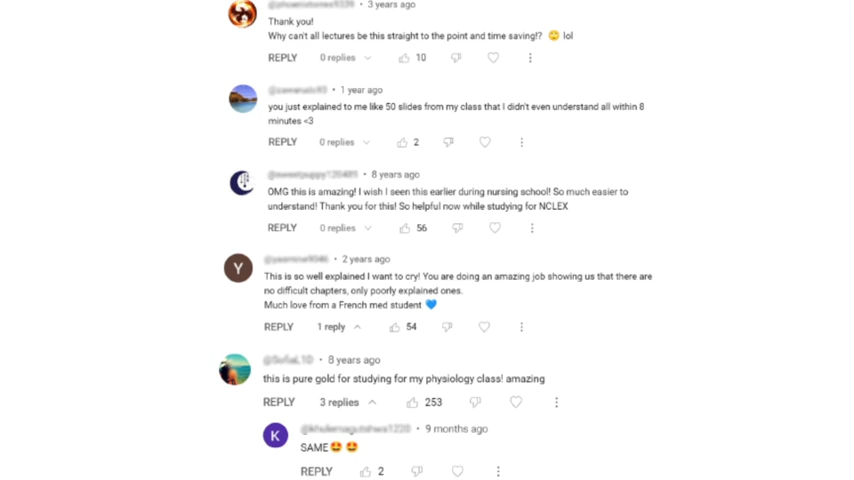 • 3 years ago
Thank you!
Why can't all lectures be this straight to the point and time saving!? 🙄 lol
REPLY 0 replies 10
• 1 year ago
you just explained to me like 50 slides from my class that I didn't even understand all within 8
minutes <3
REPLY 0 replies 2
• 8 years ago
OMG this is amazing! I wish I seen this earlier during nursing school! So much easier to
understand! Thank you for this! So helpful now while studying for NCLEX
REPLY 0 replies 56
Y
• 2 years ago
This is so well explained I want to cry! You are doing an amazing job showing us that there are
no difficult chapters, only poorly explained ones.
Much love from a French med student 💙
REPLY 1 reply 54
• 8 years ago
this is pure gold for studying for my physiology class! amazing
REPLY 3 replies 253
K
• 9 months ago
SAME🤩 🤩
REPLY 2